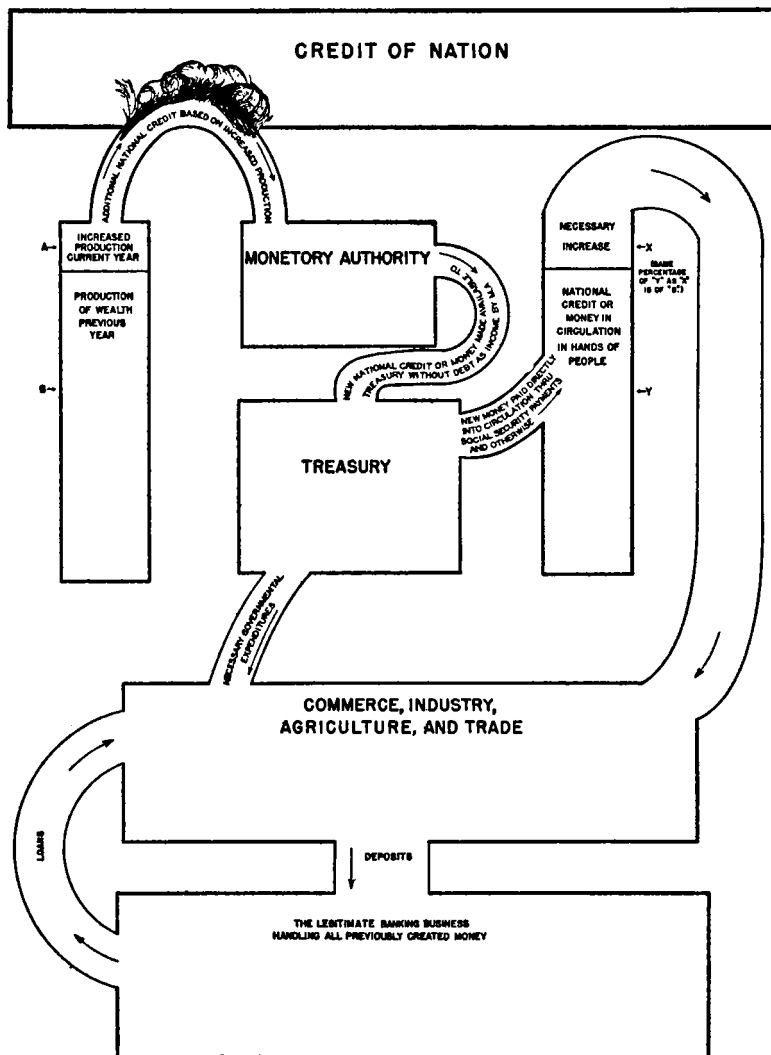 CREDIT OF NATION
ADDITIONAL NATIONAL CREDIT BASED ON INCREASED PRODUCTION
A→
INCREASED
PRODUCTION
CURRENT YEAR
PRODUCTION
OF WEALTH
PREVIOUS
YEAR
B→
MONETORY AUTHORITY
NEW NATIONAL CREDIT OR MONEY MADE AVAILABLE TO
TREASURY WITHOUT DEBT AS INCOME BY M.A
NECESSARY
INCREASE
←X
(SAME
PERCENTAGE
OF "Y" AS "A"
IS OF "B".)
NATIONAL
CREDIT OR
MONEY IN
CIRCULATION
IN HANDS OF
PEOPLE
←Y
NEW MONEY PAID DIRECTLY
INTO CIRCULATION THRU
SOCIAL SECURITY PAYMENTS
AND OTHERWISE
TREASURY
NECESSARY GOVERNMENTAL
EXPENDITURES
COMMERCE, INDUSTRY,
AGRICULTURE, AND TRADE
LOANS
DEPOSITS
THE LEGITIMATE BANKING BUSINESS
HANDLING ALL PREVIOUSLY CREATED MONEY